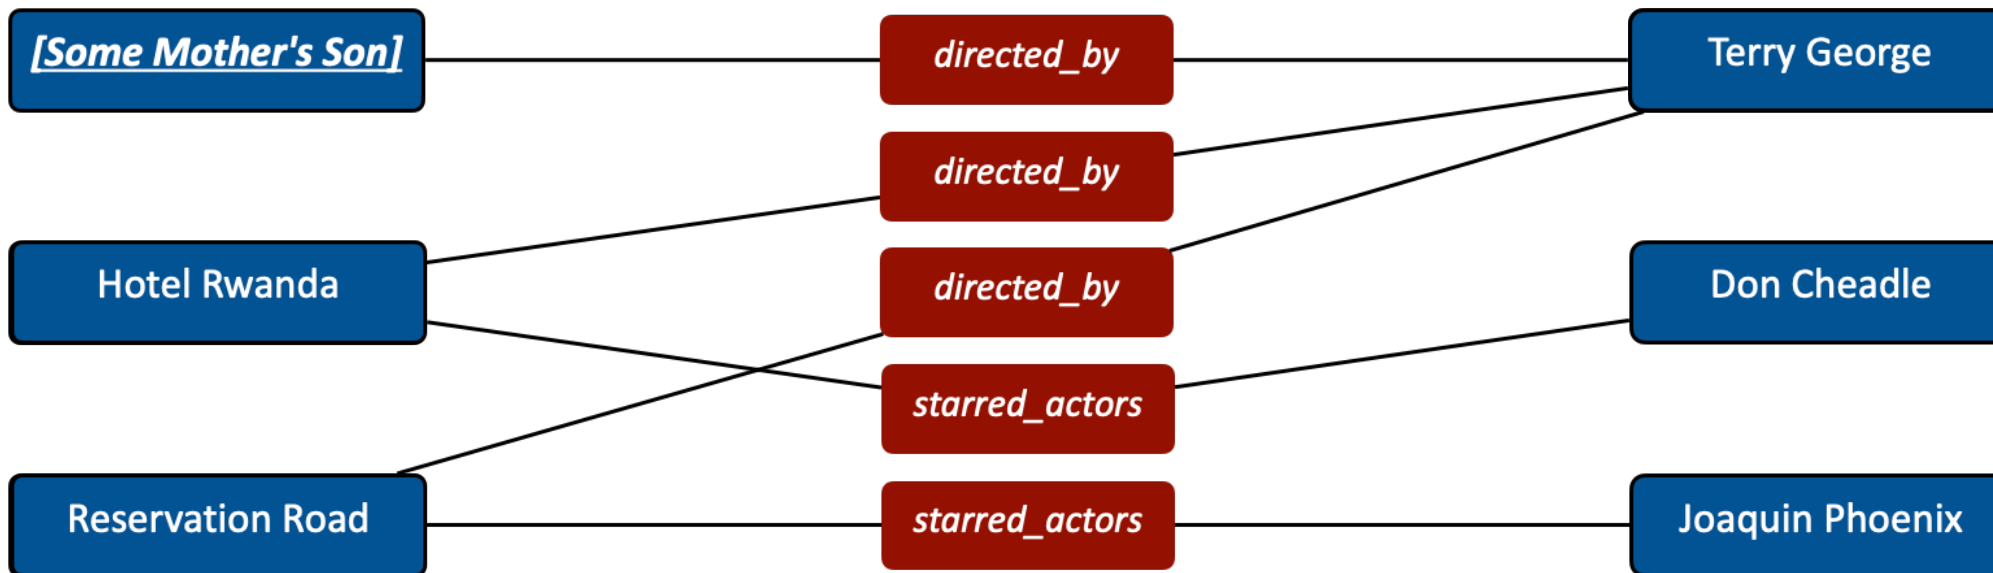 [Some Mother's Son]
directed_by
Terry George
directed_by
Hotel Rwanda
directed_by
Don Cheadle
starred_actors
Reservation Road
starred_actors
Joaquin Phoenix